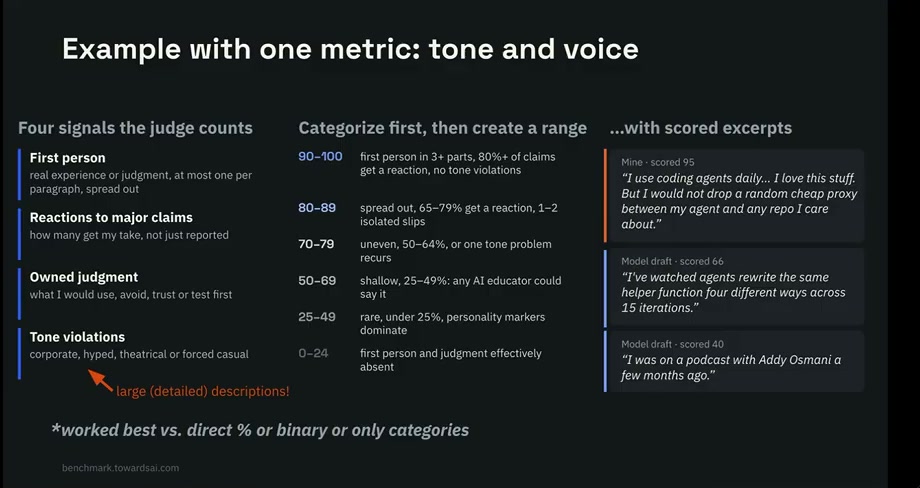 Example with one metric: tone and voice
Four signals the judge counts
First person
real experience or judgment, at most one per
paragraph, spread out
Reactions to major claims
how many get my take, not just reported
Owned judgment
what I would use, avoid, trust or test first
Tone violations
corporate, hyped, theatrical or forced casual
large (detailed) descriptions!
Categorize first, then create a range
90–100 first person in 3+ parts, 80%+ of claims
get a reaction, no tone violations
80–89 spread out, 65–79% get a reaction, 1–2
isolated slips
70–79 uneven, 50–64%, or one tone problem
recurs
50–69 shallow, 25–49%: any AI educator could
say it
25–49 rare, under 25%, personality markers
dominate
0–24 first person and judgment effectively
absent
...with scored excerpts
Mine · scored 95
“I use coding agents daily... I love this stuff.
But I would not drop a random cheap proxy
between my agent and any repo I care
about.”
Model draft · scored 66
“I've watched agents rewrite the same
helper function four different ways across
15 iterations.”
Model draft · scored 40
“I was on a podcast with Addy Osmani a
few months ago.”
*worked best vs. direct % or binary or only categories
benchmark.towardsai.com